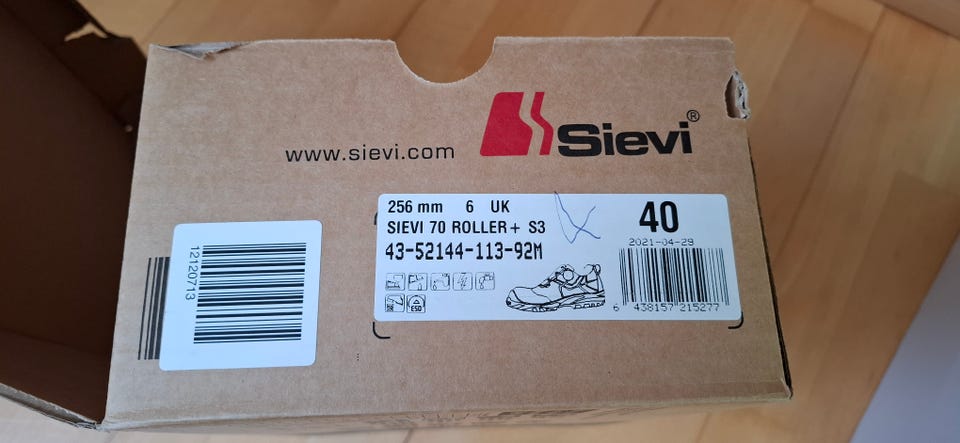 Sievi®
www.sievi.com
256 mm 6 UK
SIEVI 70 ROLLER+ S3
43-52144-113-92M
ESD
40
2021-04-29
6 438157 215277
12120713